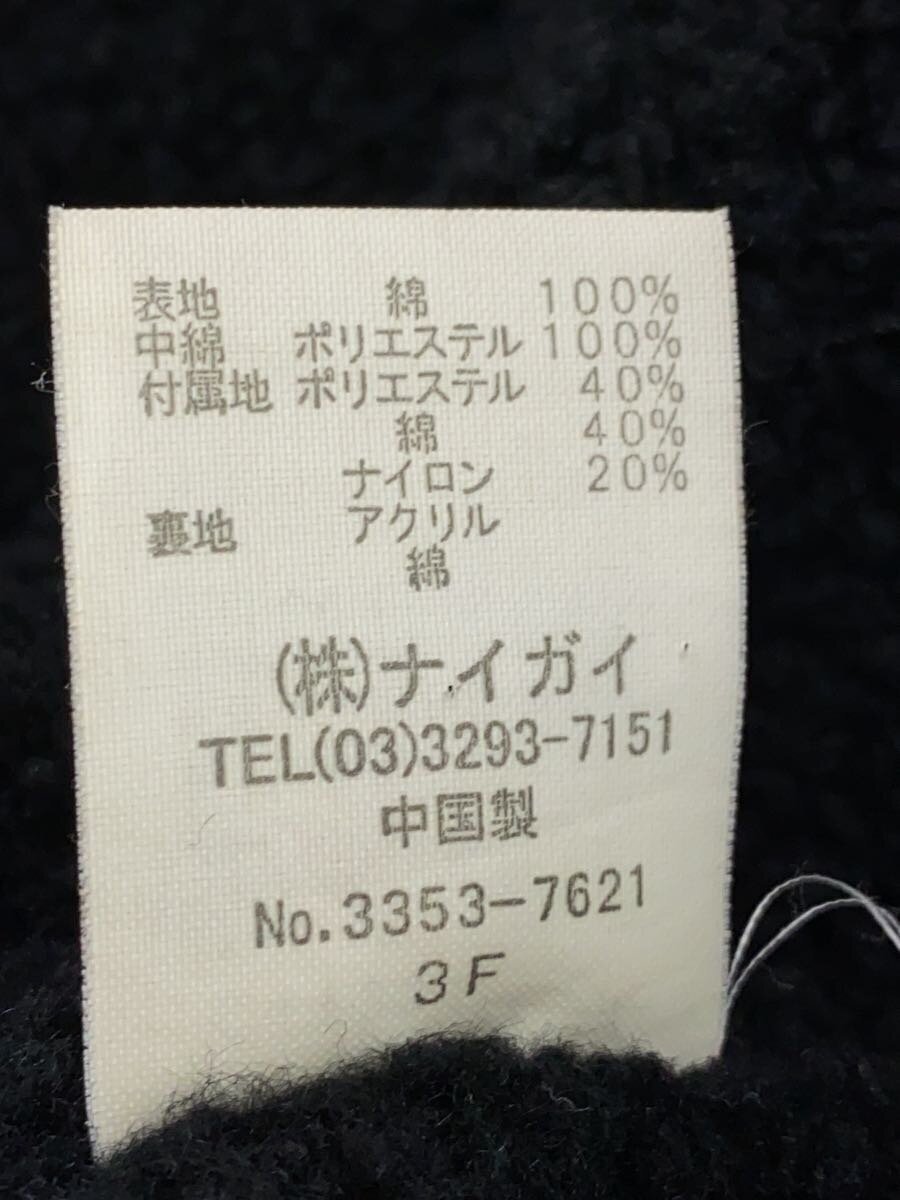 表地 綿 100%
中綿 ポリエステル 100%
付属地 ポリエステル 40%
綿 40%
ナイロン 20%
裏地 アクリル
綿
(株)ナイガイ
TEL(03)3293-7151
中国製
No.3353-7621
3F